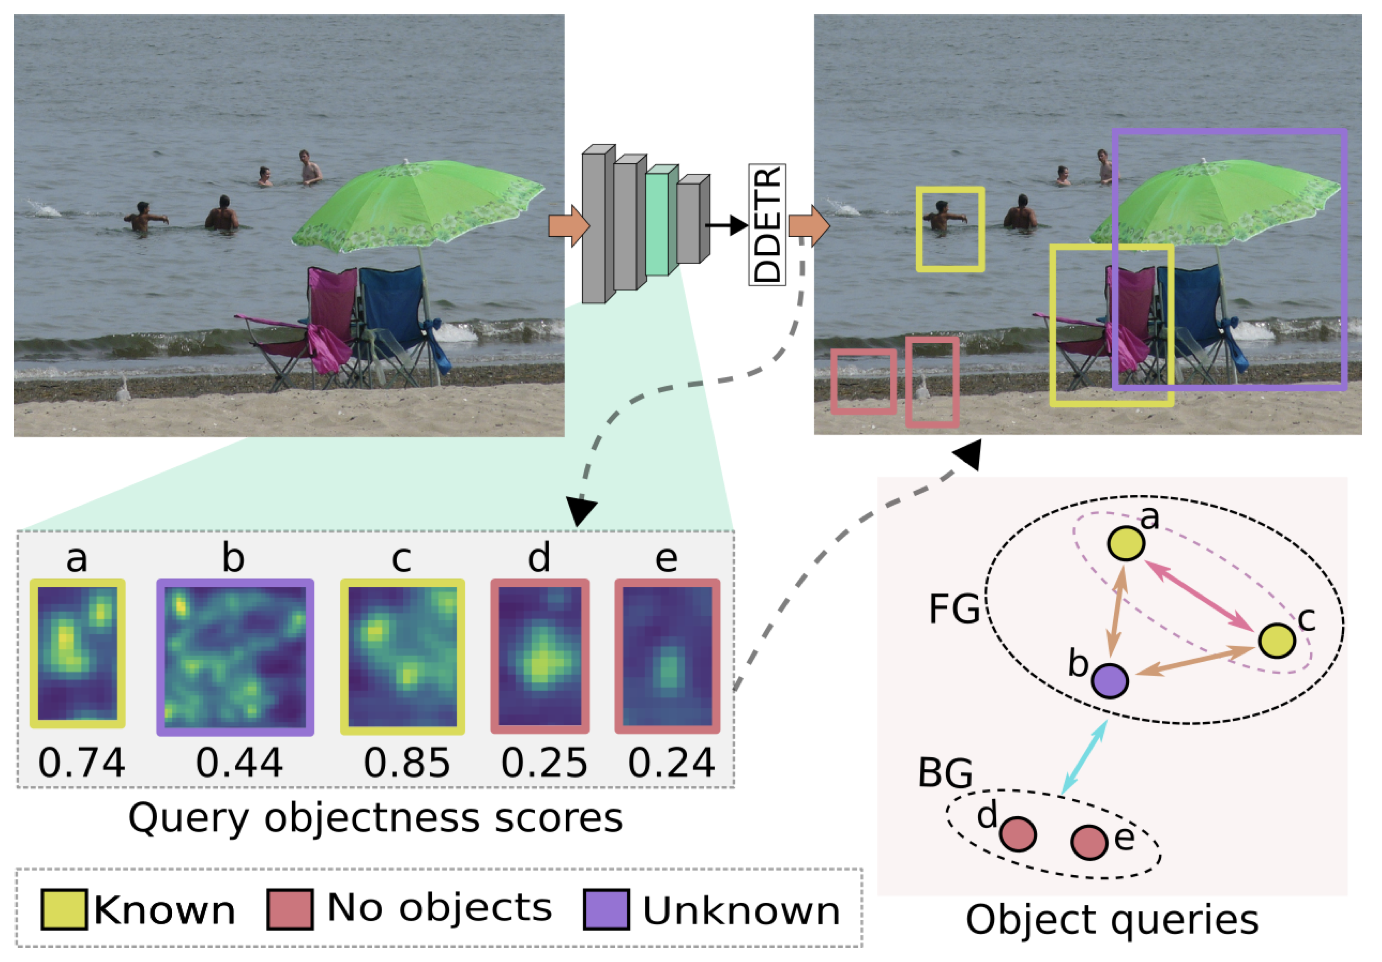 DDETR
a b c d e
0.74 0.44 0.85 0.25 0.24
Query objectness scores
a
FG
c
b
BG
d
e
Object queries
Known No objects Unknown